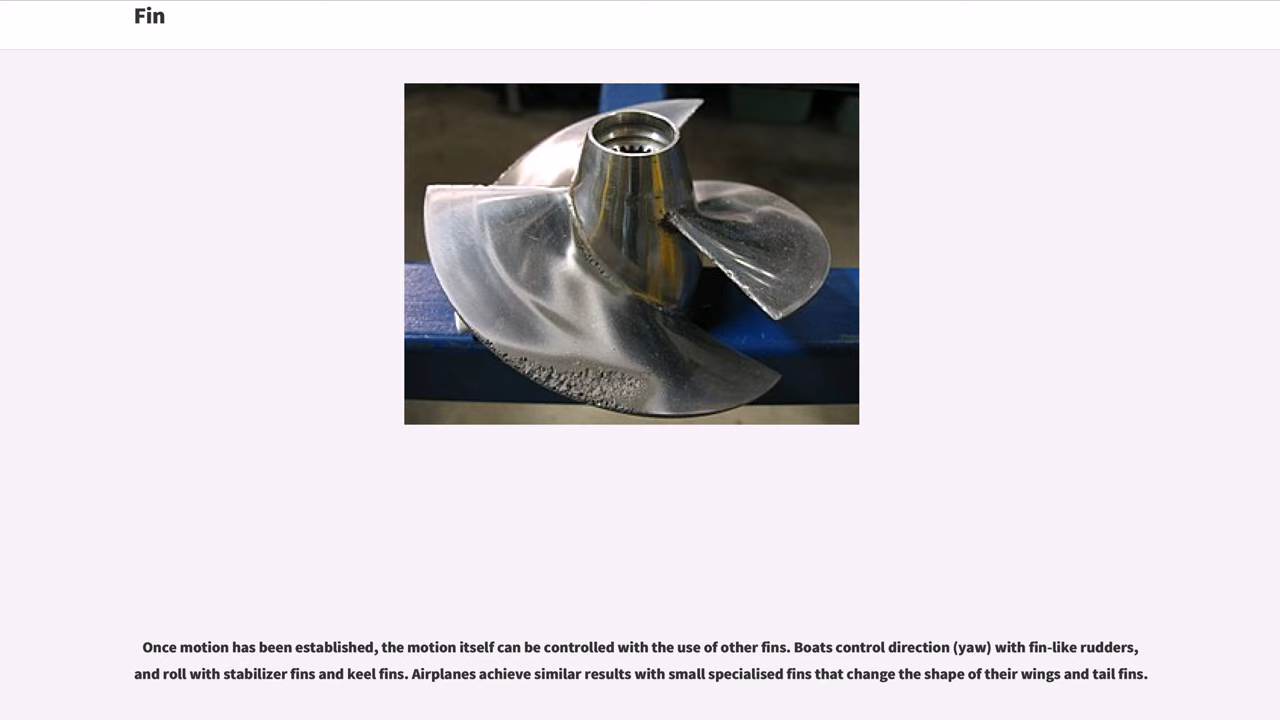 Fin
Once motion has been established, the motion itself can be controlled with the use of other fins. Boats control direction (yaw) with fin-like rudders,
and roll with stabilizer fins and keel fins. Airplanes achieve similar results with small specialised fins that change the shape of their wings and tail fins.